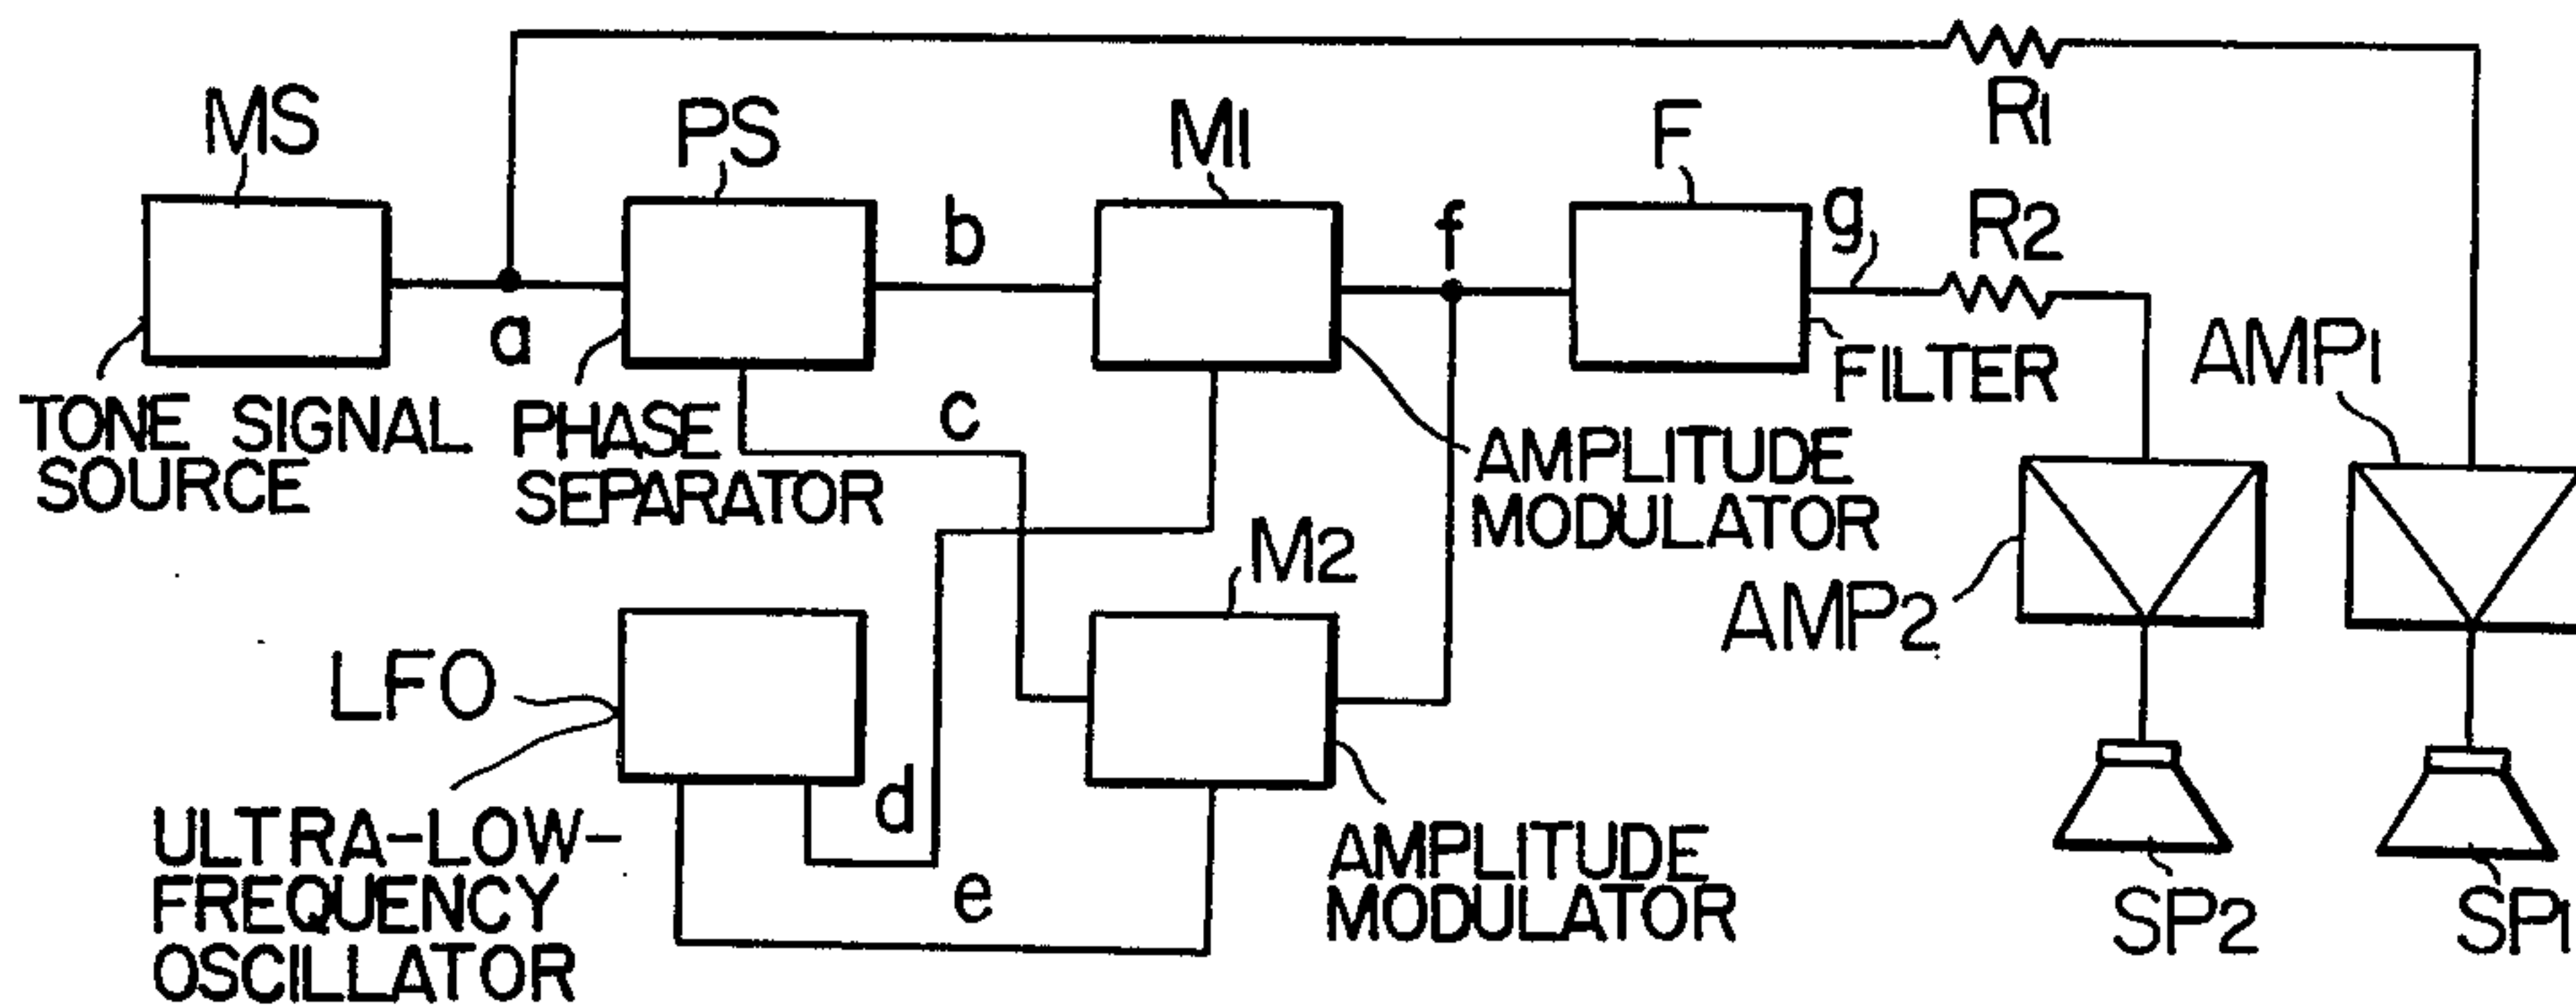 MS
PS
M1
F
R1
b
f
g
R2
a
TONE SIGNAL
SOURCE
PHASE
SEPARATOR
c
AMPLITUDE
MODULATOR
FILTER
AMP1
M2
AMP2
LFO
d
ULTRA-LOW-
FREQUENCY
OSCILLATOR
e
AMPLITUDE
MODULATOR
SP2
SP1